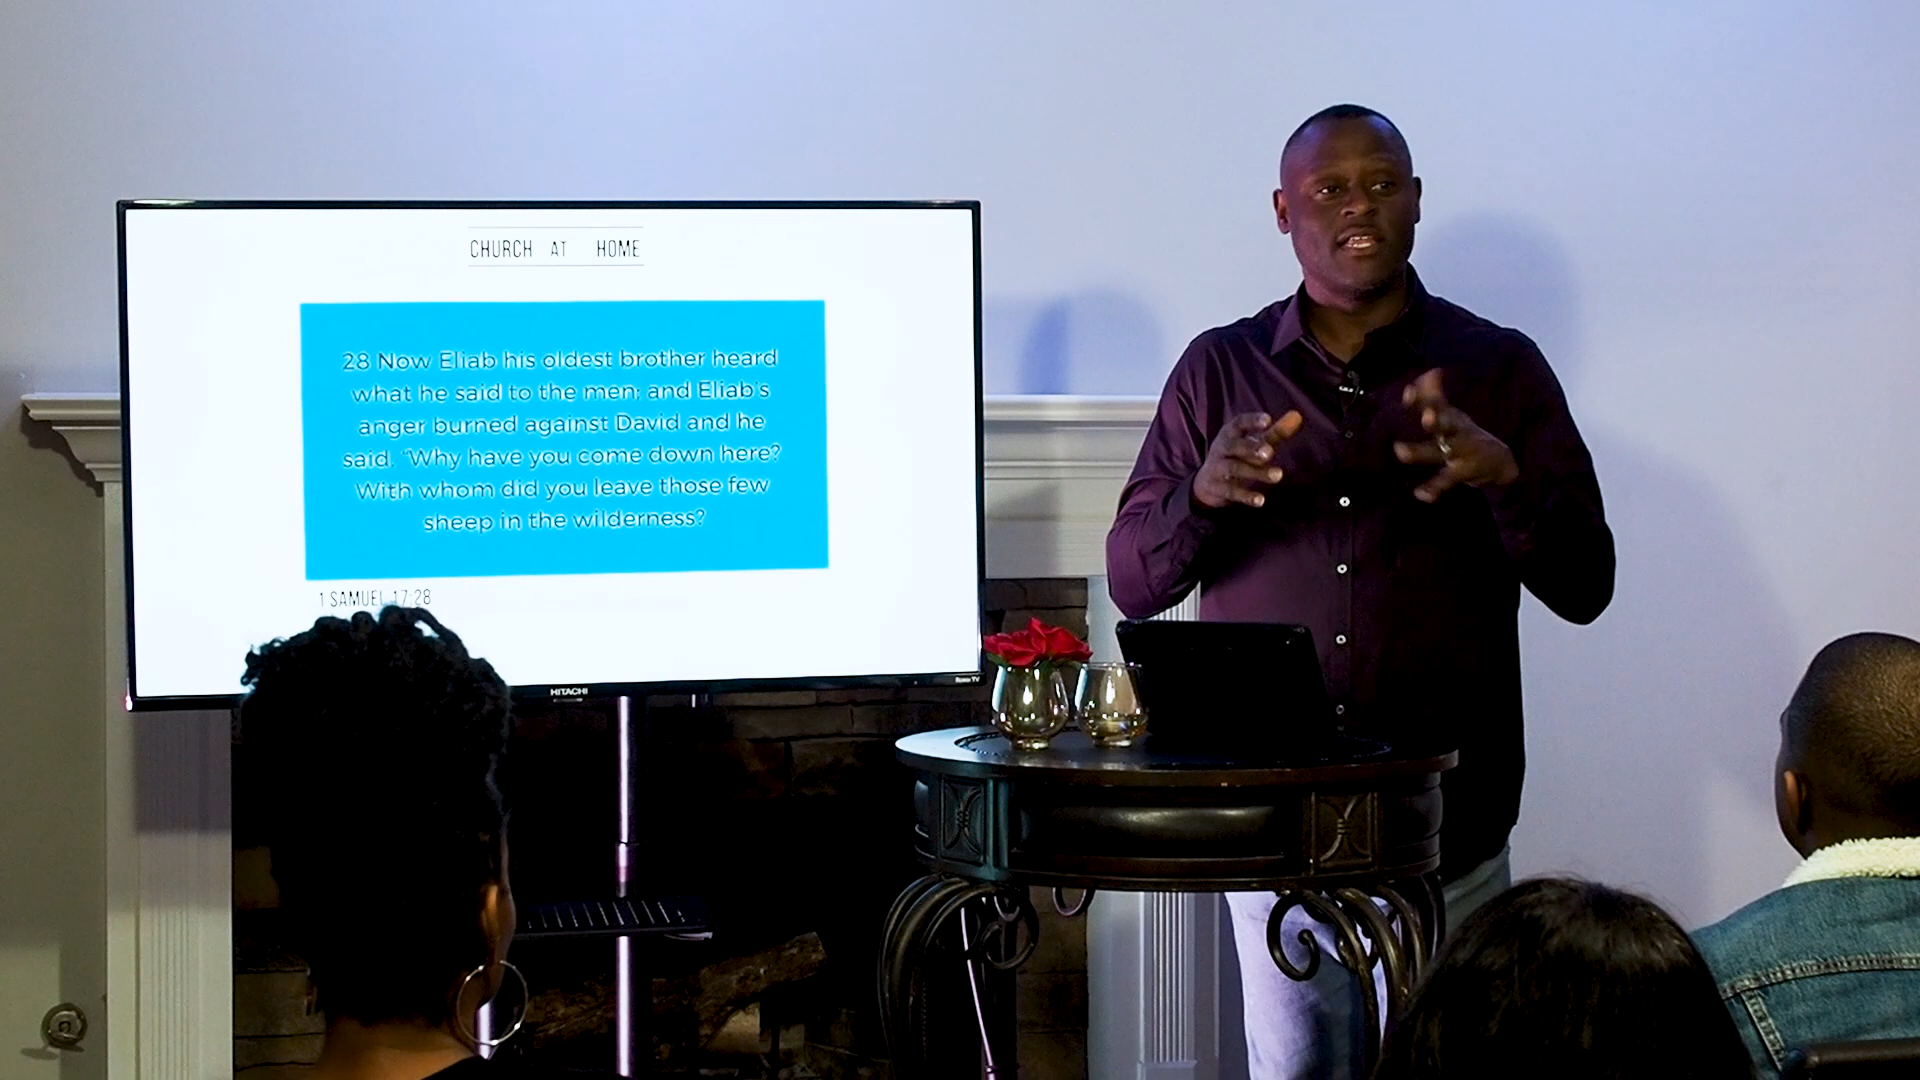 CHURCH AT HOME
28 Now Eliab his oldest brother heard
what he said to the men; and Eliab's
anger burned against David and he
said, "Why have you come down here?
With whom did you leave those few
sheep in the wilderness?
1 SAMUEL 17:28
HITACHI
Roku TV